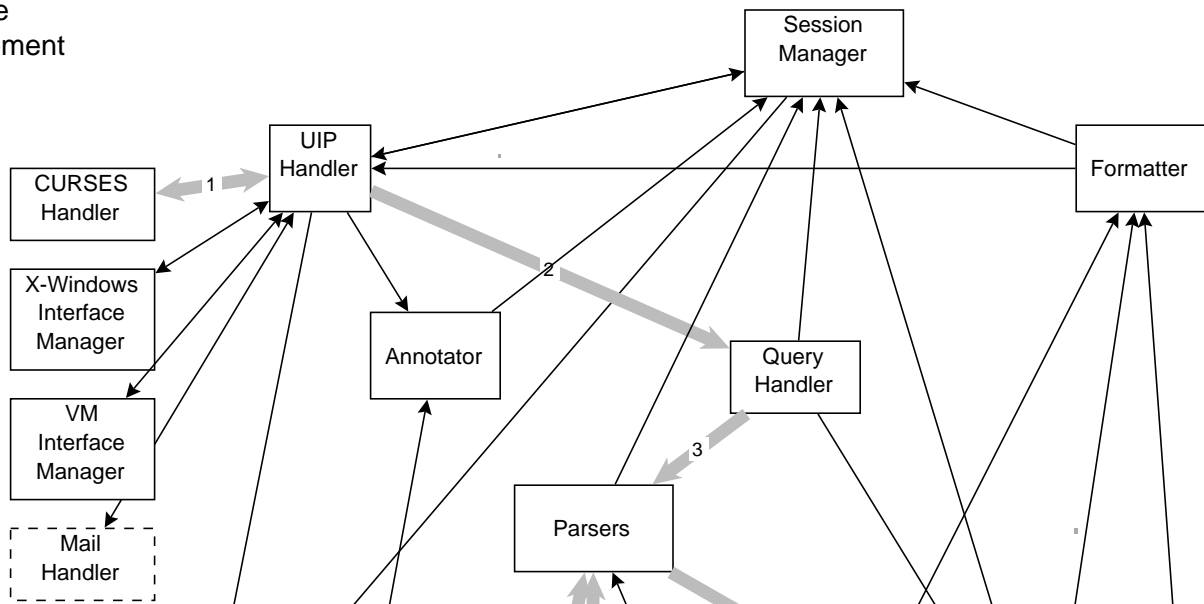 e
ment
Session
Manager
UIP
Handler
Formatter
CURSES
Handler
1
X-Windows
Interface
Manager
2
Annotator
Query
Handler
VM
Interface
Manager
3
Parsers
Mail
Handler